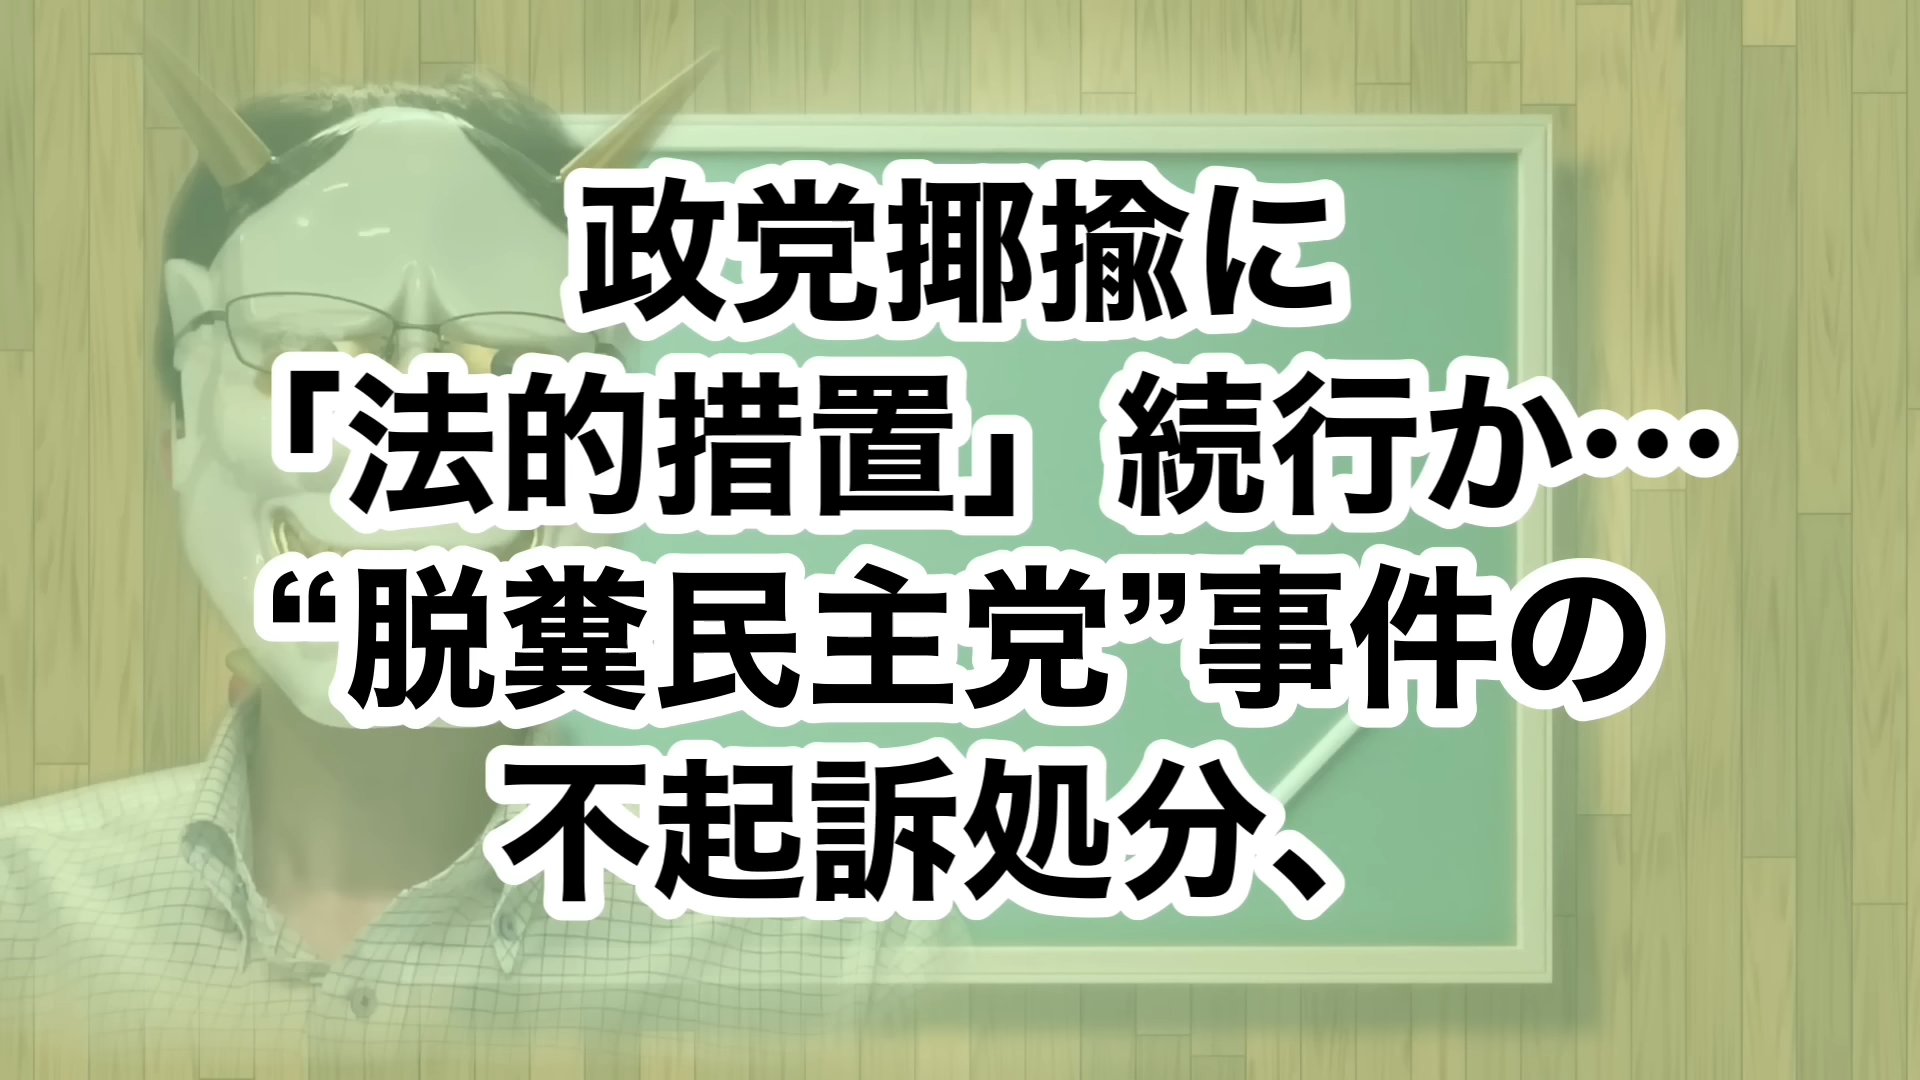 政党揶揄に
「法的措置」続行か…
“脱糞民主党”事件の
不起訴処分、